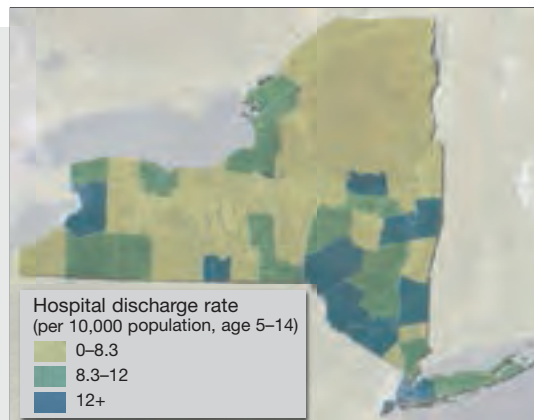 Hospital discharge rate
(per 10,000 population, age 5–14)
0–8.3
8.3–12
12+